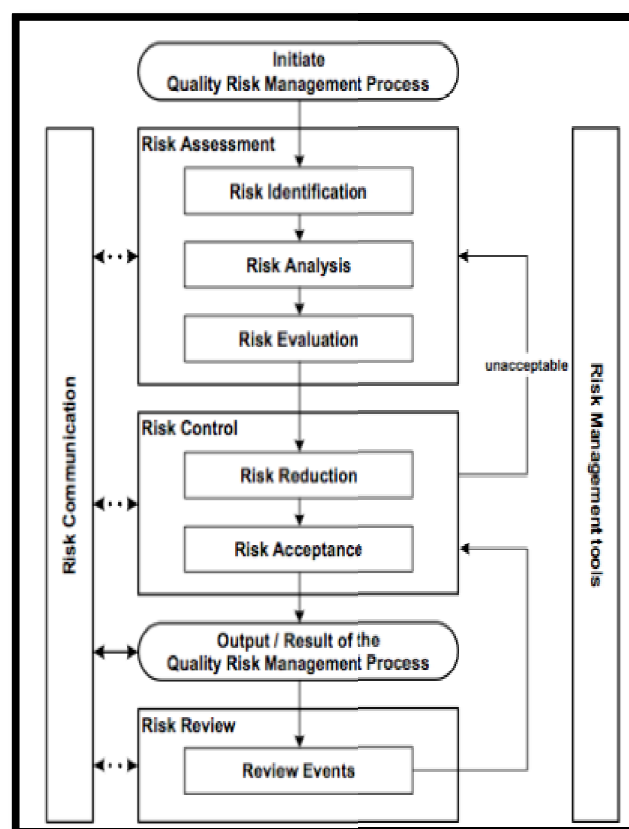 Initiate
Quality Risk Management Process
Risk Assessment
Risk Identification
Risk Analysis
Risk Evaluation
unacceptable
Risk Control
Risk Reduction
Risk Acceptance
Output / Result of the
Quality Risk Management Process
Risk Review
Review Events
Risk Communication
Risk Management tools